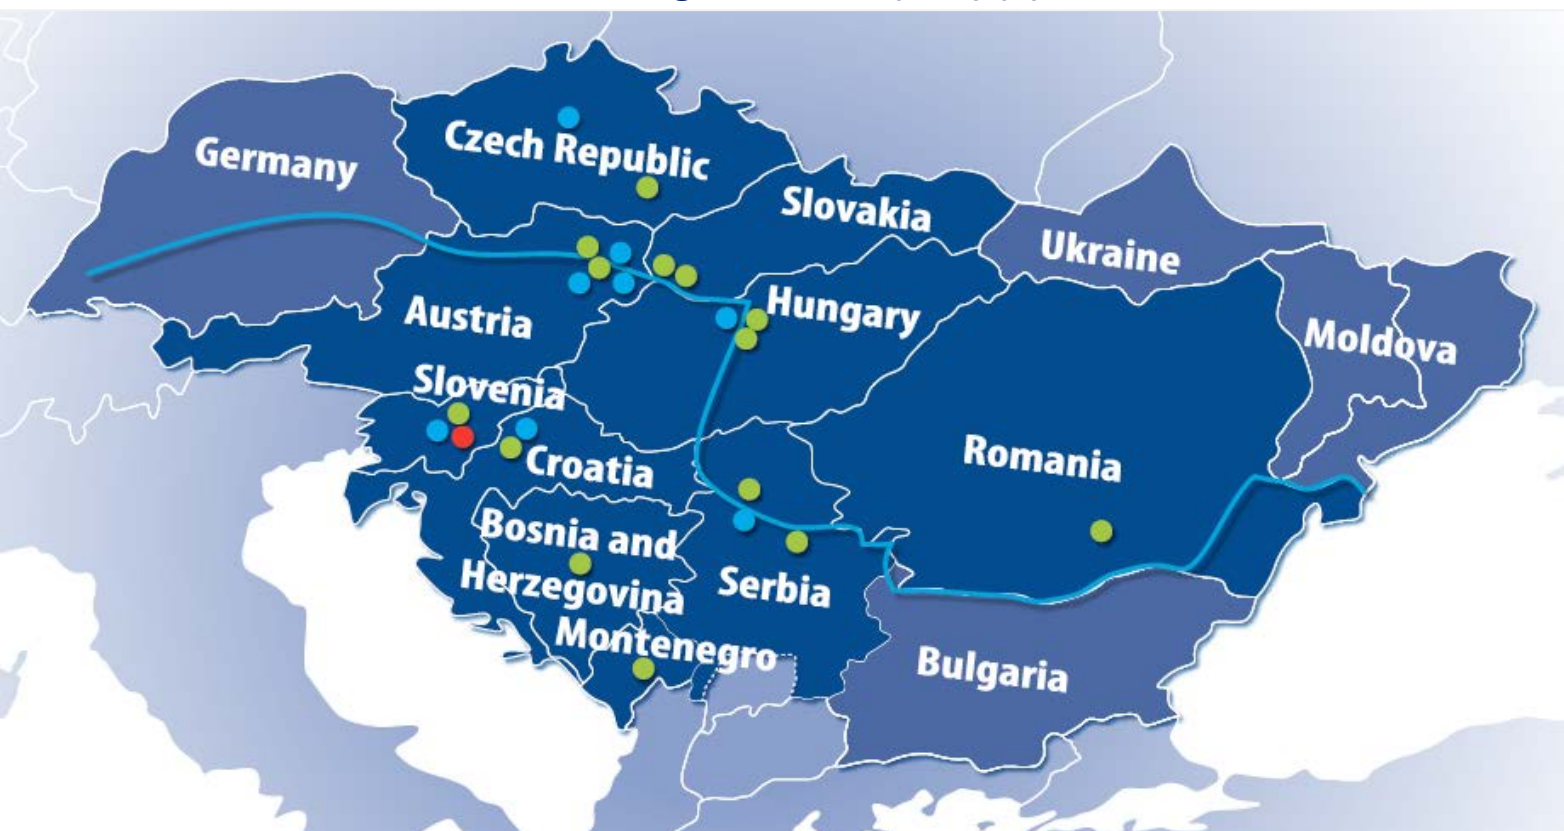 Czech Republic
Germany
Slovakia
Ukraine
Hungary
Austria
Moldova
Slovenia
Romania
Croatia
Bosnia and
Herzegovina
Serbia
Montenegro
Bulgaria